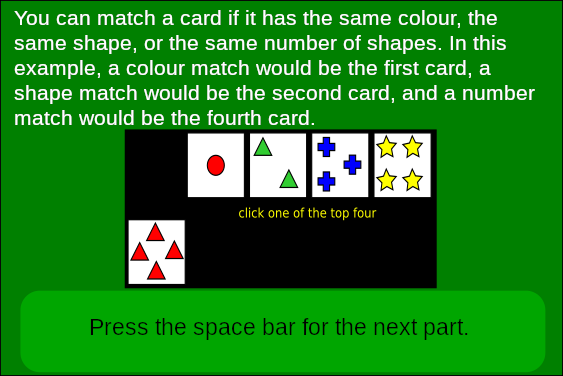 You can match a card if it has the same colour, the
same shape, or the same number of shapes. In this
example, a colour match would be the first card, a
shape match would be the second card, and a number
match would be the fourth card.
click one of the top four
Press the space bar for the next part.